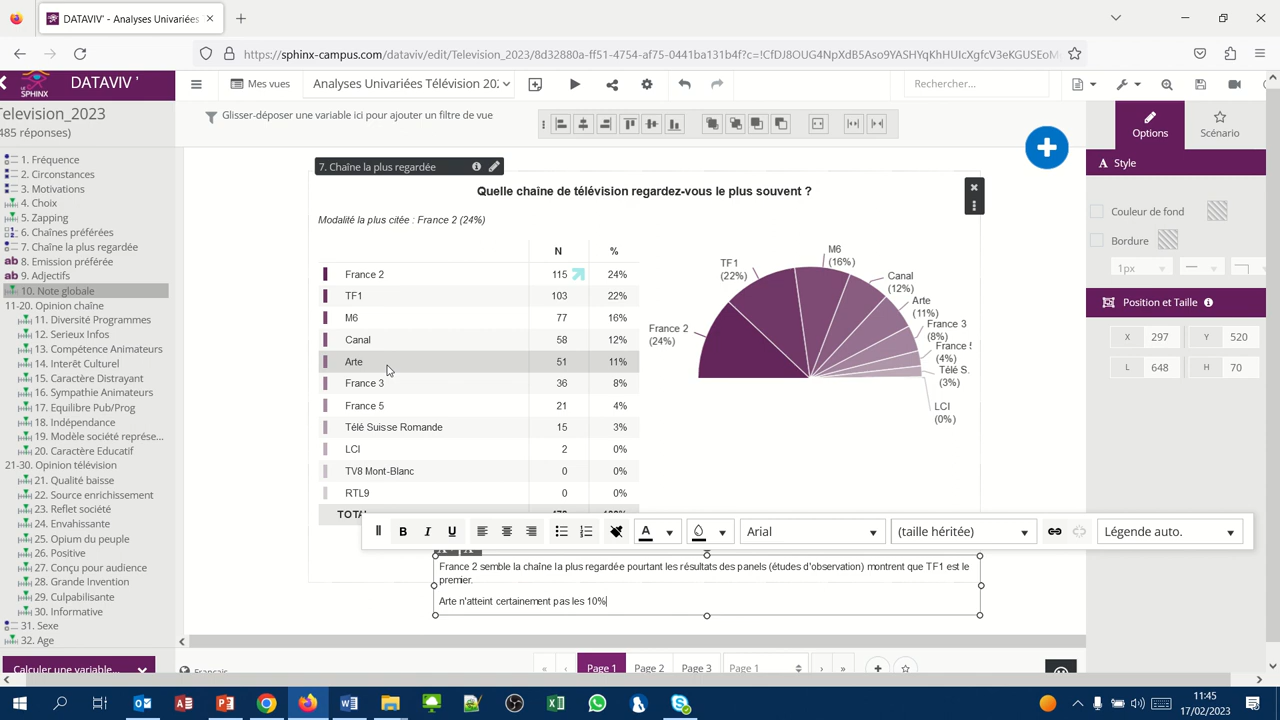 DATAVIV' - Analyses Univariées
https://sphinx-campus.com/dataviv/edit/Television_2023/8d32880a-ff51-4754-af75-0441ba131b4f?c=!CfDJ8OUG4NpXdB5Aso9YASHYqKhHUIcXgfcV3eKGUSEoM
LE SPHINX
DATAVIV '
Mes vues
Analyses Univariées Télévision 202
Rechercher...
elevision_2023
485 réponses)
Glisser-déposer une variable ici pour ajouter un filtre de vue
1. Fréquence
2. Circonstances
3. Motivations
4. Choix
5. Zapping
6. Chaînes préférées
7. Chaîne la plus regardée
8. Emission préférée
9. Adjectifs
10. Note globale
11-20. Opinion chaîne
11. Diversité Programmes
12. Serieux Infos
13. Compétence Animateurs
14. Interêt Culturel
15. Caractère Distrayant
16. Sympathie Animateurs
17. Equilibre Pub/Prog
18. Indépendance
19. Modèle société représe...
20. Caractère Educatif
21-30. Opinion télévision
21. Qualité baisse
22. Source enrichissement
23. Reflet société
24. Envahissante
25. Opium du peuple
26. Positive
27. Conçu pour audience
28. Grande Invention
29. Culpabilisante
30. Informative
31. Sexe
32. Age
Calculer une variable
7. Chaîne la plus regardée
Quelle chaîne de télévision regardez-vous le plus souvent ?
Modalité la plus citée : France 2 (24%)
N %
France 2 115 24%
TF1 103 22%
M6 77 16%
Canal 58 12%
Arte 51 11%
France 3 36 8%
France 5 21 4%
Télé Suisse Romande 15 3%
LCI 2 0%
TV8 Mont-Blanc 0 0%
RTL9 0 0%
France 2
(24%)
TF1
(22%)
M6
(16%)
Canal
(12%)
Arte
(11%)
France 3
(8%)
France 5
(4%)
Télé S.
(3%)
LCI
(0%)
B I U A Arial (taille héritée) Légende auto.
France 2 semble la chaîne la plus regardée pourtant les résultats des panels (études d'observation) montrent que TF1 est le
premier.
Arte n'atteint certainement pas les 10%
Français
Page 1 Page 2 Page 3 Page 1
Options
Scénario
A Style
Couleur de fond
Bordure
1px
Position et Taille
X 297 Y 520
L 648 H 70
11:45
17/02/2023